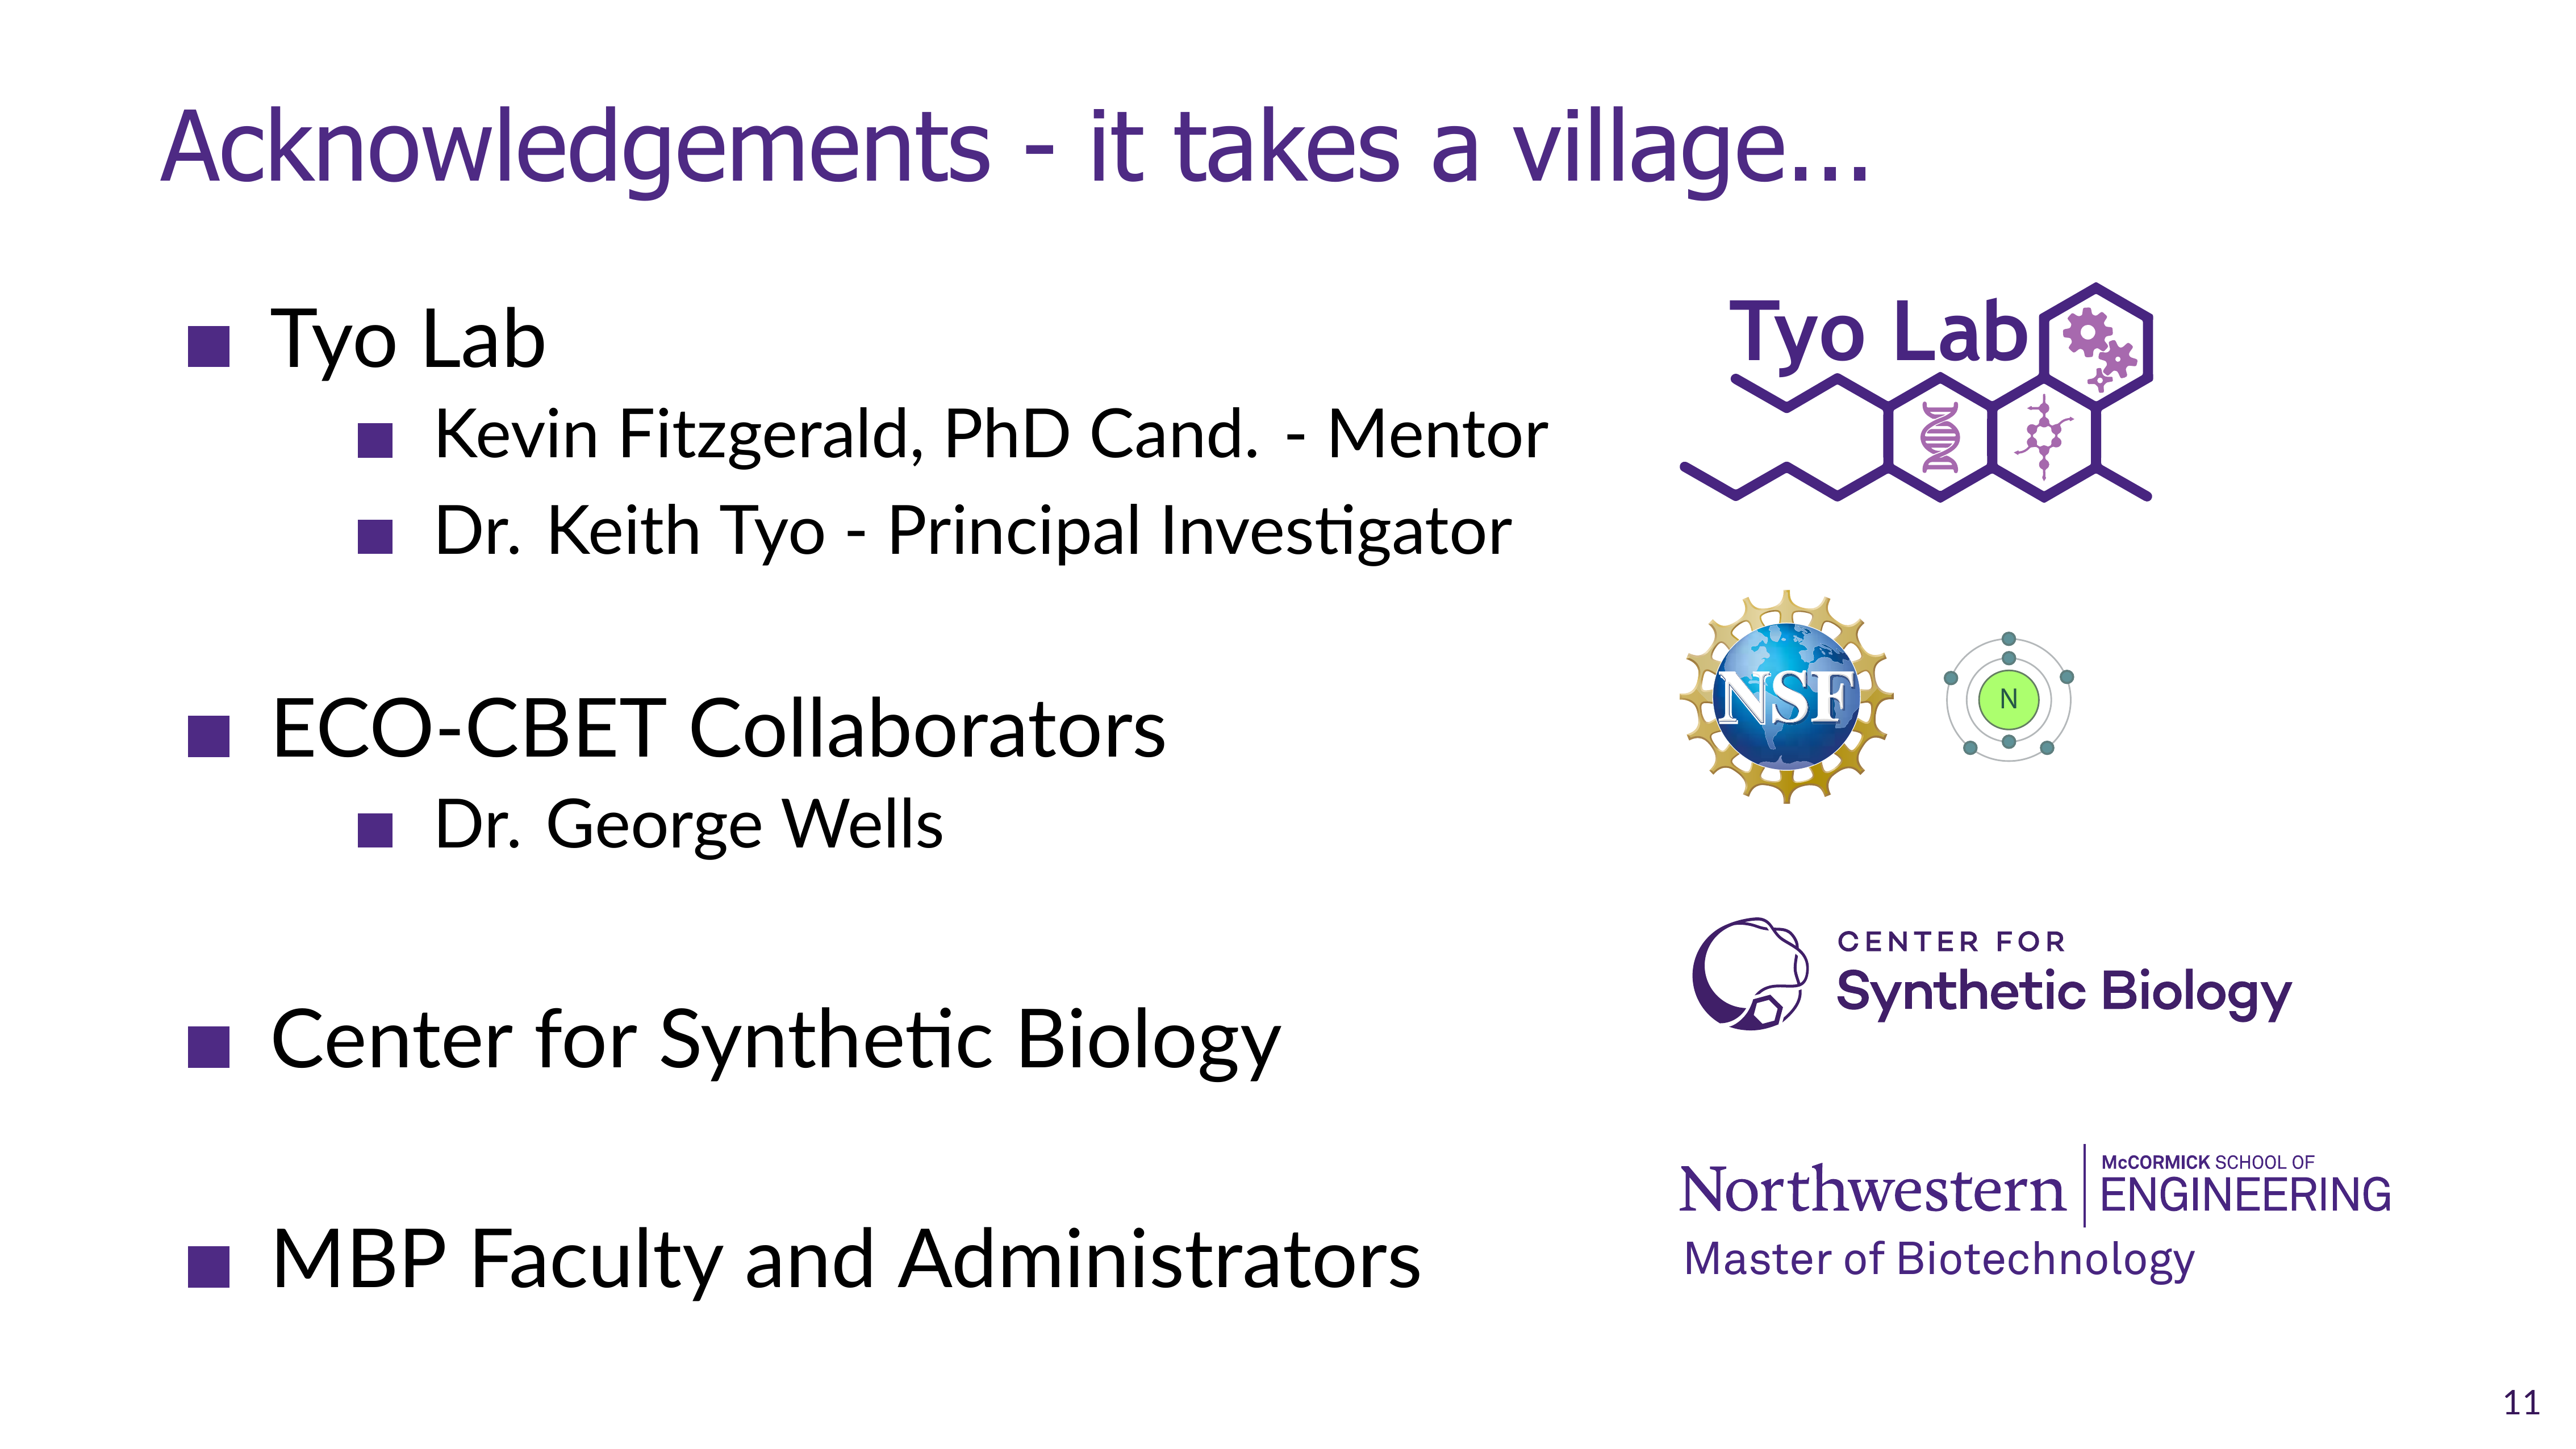 Acknowledgements - it takes a village...
Tyo Lab
Kevin Fitzgerald, PhD Cand. - Mentor
Dr. Keith Tyo - Principal Investigator
ECO-CBET Collaborators
Dr. George Wells
Center for Synthetic Biology
MBP Faculty and Administrators
Tyo Lab
NSF
N
CENTER FOR
Synthetic Biology
Northwestern
McCORMICK SCHOOL OF
ENGINEERING
Master of Biotechnology
11